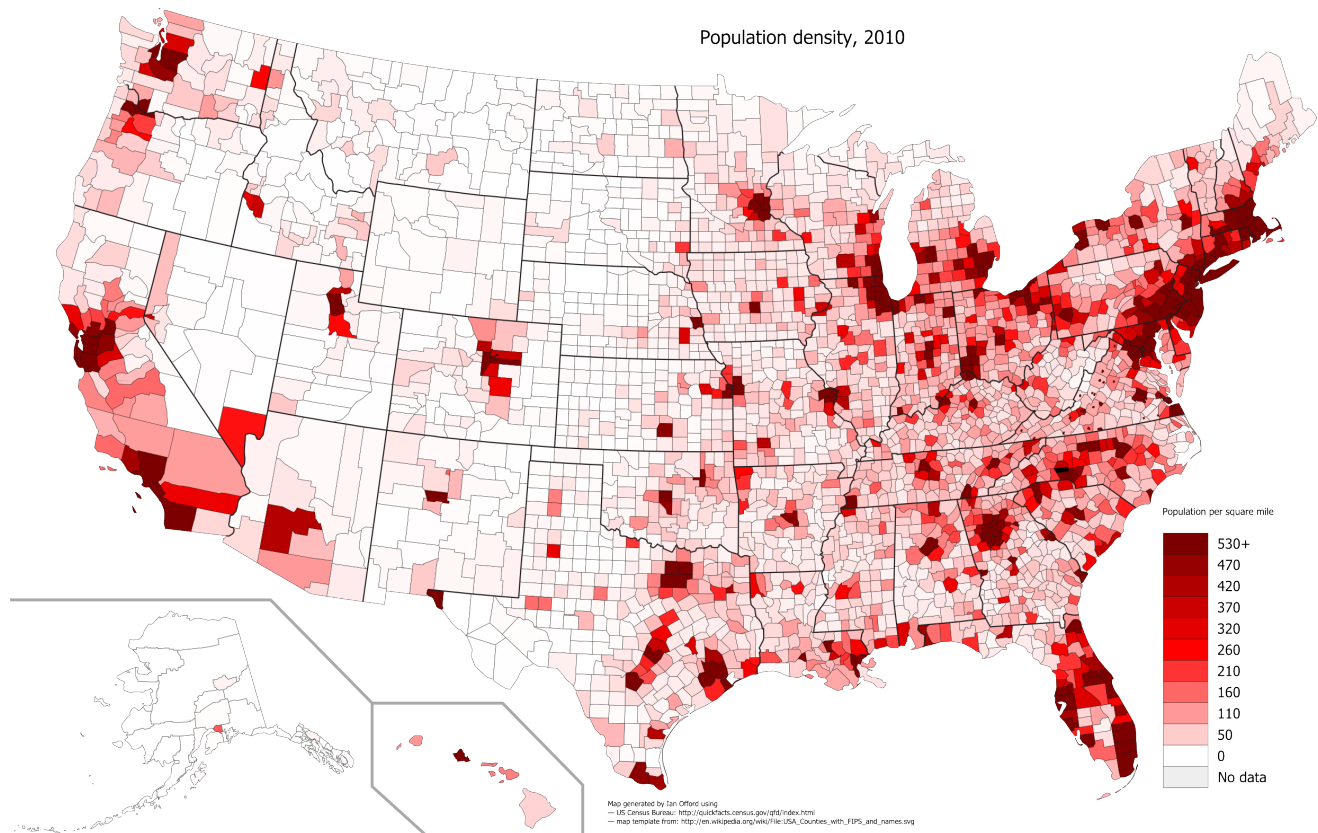 Population density, 2010
Population per square mile
530+
470
420
370
320
260
210
160
110
50
0
No data
Map generated by Ian Offord using
— US Census Bureau: http://quickfacts.census.gov/qfd/index.html
— map template from: http://en.wikipedia.org/wiki/File:USA_Counties_with_FIPS_and_names.svg